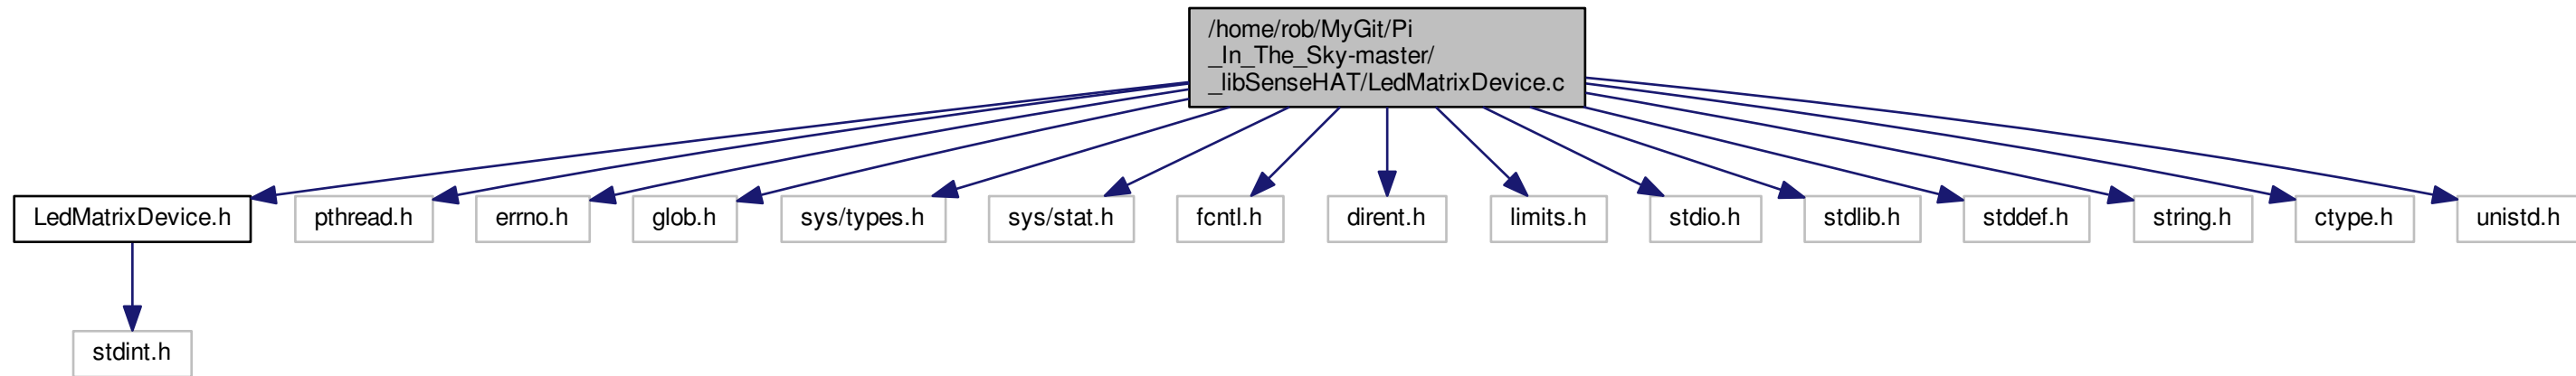 /home/rob/MyGit/Pi
_In_The_Sky-master/
_libSenseHAT/LedMatrixDevice.c
LedMatrixDevice.h
pthread.h
errno.h
glob.h
sys/types.h
sys/stat.h
fcntl.h
dirent.h
limits.h
stdio.h
stdlib.h
stddef.h
string.h
ctype.h
unistd.h
stdint.h